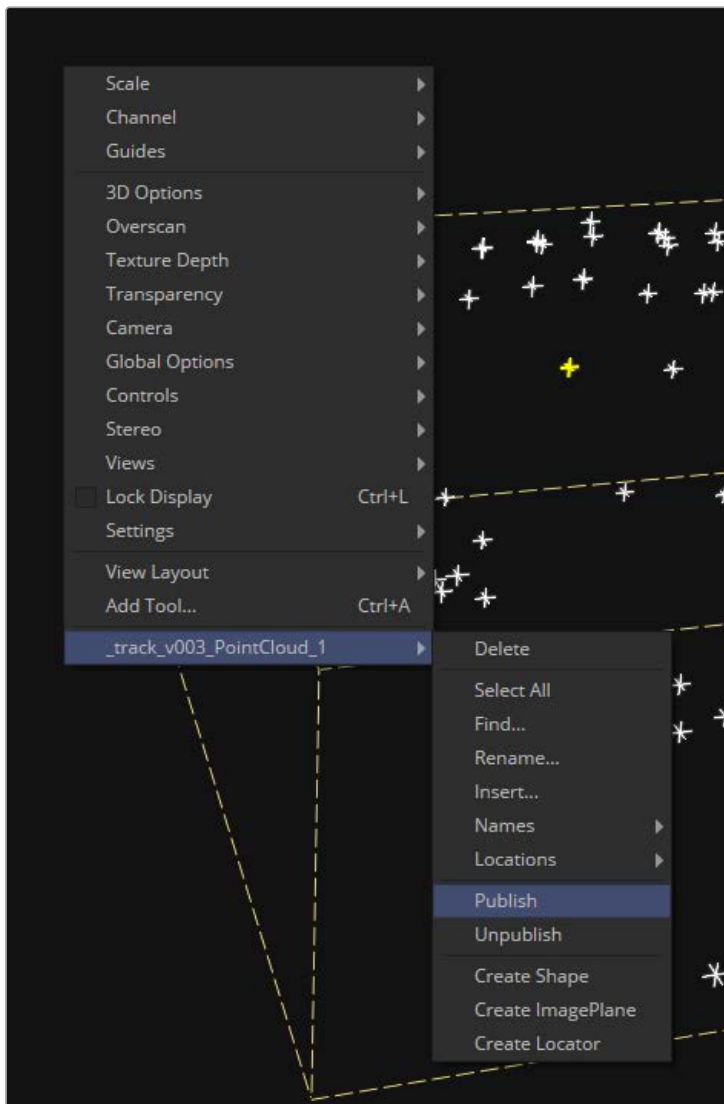 Scale
Channel
Guides
3D Options
Overscan
Texture Depth
Transparency
Camera
Global Options
Controls
Stereo
Views
Lock Display Ctrl+L
Settings
View Layout
Add Tool... Ctrl+A
_track_v003_PointCloud_1
Delete
Select All
Find...
Rename...
Insert...
Names
Locations
Publish
Unpublish
Create Shape
Create ImagePlane
Create Locator